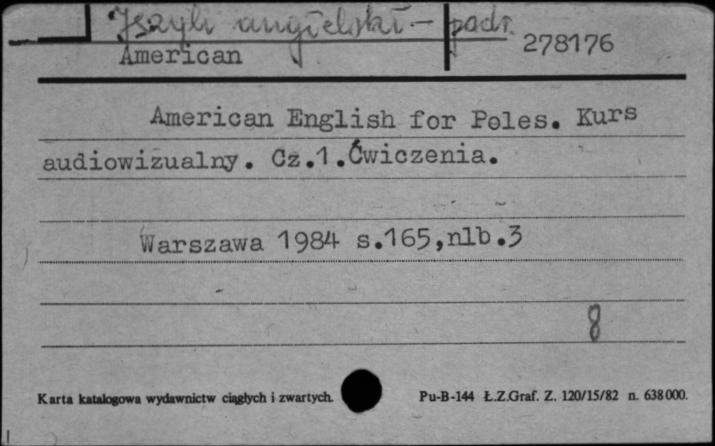 Język angielski - podr.
American 278176
American English for Poles. Kurs
audiowizualny. Cz.1.Ćwiczenia.
Warszawa 1984 s.165,nlb.3
8
Karta katalogowa wydawnictw ciągłych i zwartych. Pu-B-144 Ł.Z.Graf. Z. 120/15/82 n. 638000.